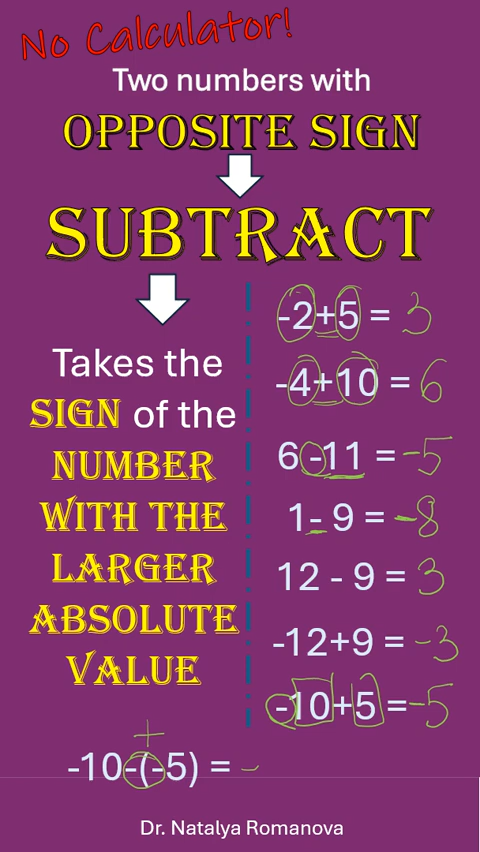 No Calculator!
Two numbers with
OPPOSITE SIGN
SUBTRACT
Takes the
SIGN of the
NUMBER
WITH THE
LARGER
ABSOLUTE
VALUE
-2+5 = 3
-4+10 = 6
6 -11 = -5
1- 9 = -8
12 - 9 = 3
-12+9 = -3
-10+5 = -5
+
-10-(-5) = -
Dr. Natalya Romanova